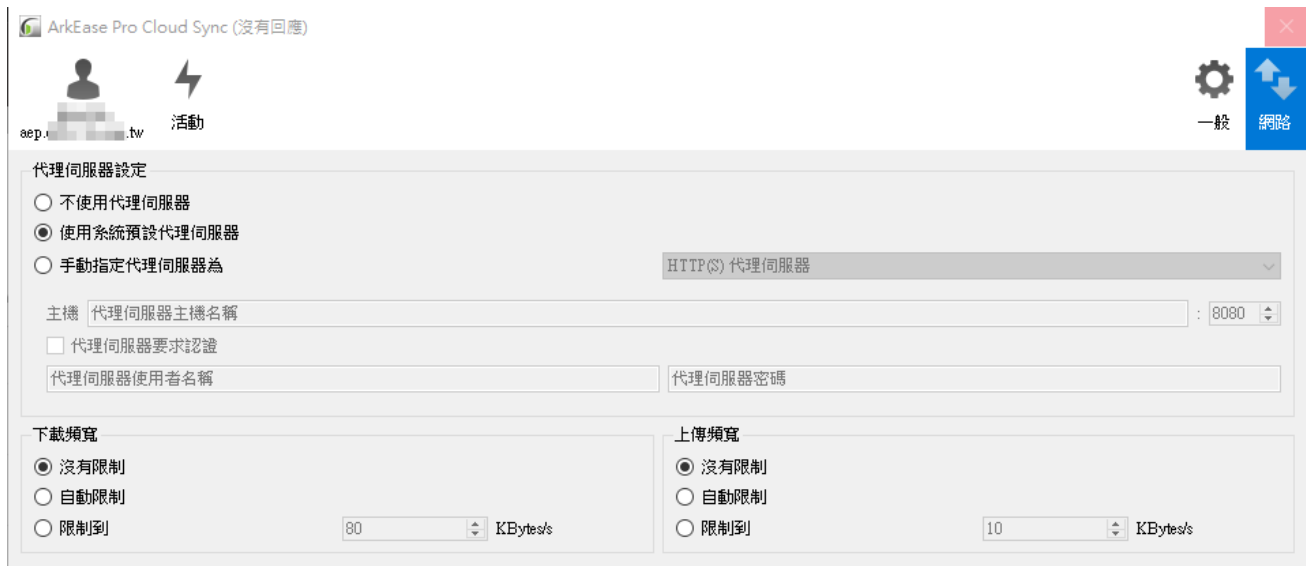 ArkEase Pro Cloud Sync (沒有回應)
活動
一般
網路
.tw
代理伺服器設定
不使用代理伺服器
使用系統預設代理伺服器
手動指定代理伺服器為
HTTP(S) 代理伺服器
主機 代理伺服器主機名稱 : 8080
代理伺服器要求認證
代理伺服器使用者名稱 代理伺服器密碼
下載頻寬
上傳頻寬
沒有限制
沒有限制
自動限制
自動限制
限制到 80 KBytes/s
限制到 10 KBytes/s